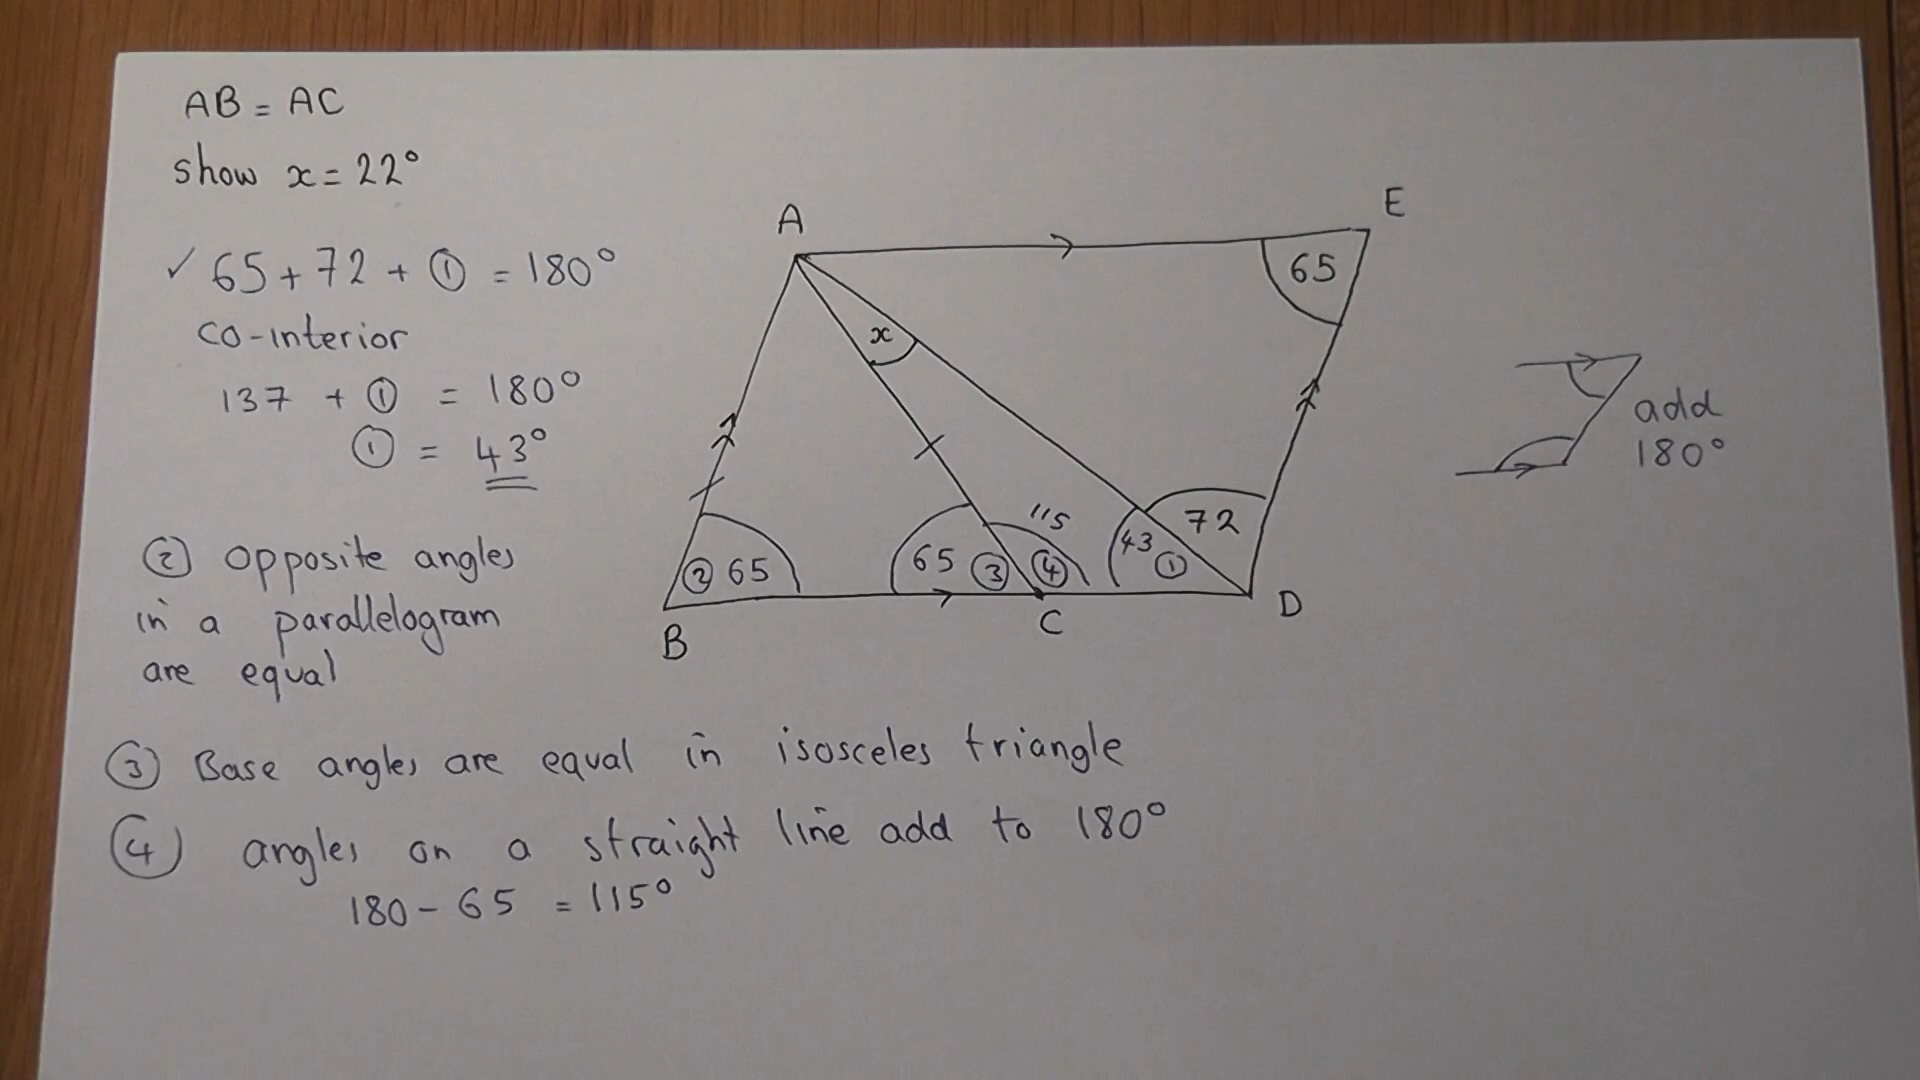 AB = AC
show x = 22°
✓ 65 + 72 + ① = 180°
co-interior
137 + ① = 180°
① = 43°
② opposite angles
in a parallelogram
are equal
③ Base angles are equal in isosceles triangle
④ angles on a straight line add to 180°
180 - 65 = 115°
A
E
65
x
115
72
43
①
② 65
65 ③
④
B
C
D
add
180°